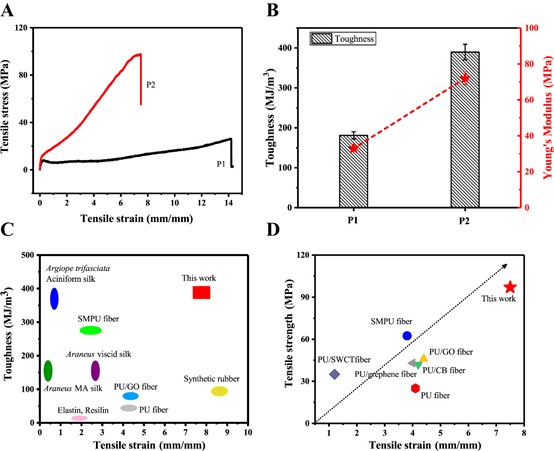 A
Tensile stress (MPa)
120
80
40
0
P2
P1
0 2 4 6 8 10 12 14
Tensile strain (mm/mm)
B
Toughness
Toughness (MJ/m³)
400
300
200
100
0
P1 P2
100
80
60
40
20
0
Young's Modulus (MPa)
C
Toughness (MJ/m³)
500
400
300
200
100
0
Argiope trifasciata
Aciniform silk
This work
SMPU fiber
Araneus viscid silk
Araneus MA silk
PU/GO fiber
Synthetic rubber
Elastin, Resilin
PU fiber
0 1 2 3 4 5 6 7 8 9 10
Tensile strain (mm/mm)
D
Tensile strength (MPa)
120
90
60
30
0
This work
SMPU fiber
PU/GO fiber
PU/SWCTfiber
PU/CB fiber
PU/grephene fiber
PU fiber
1 2 3 4 5 6 7 8
Tensile strain (mm/mm)